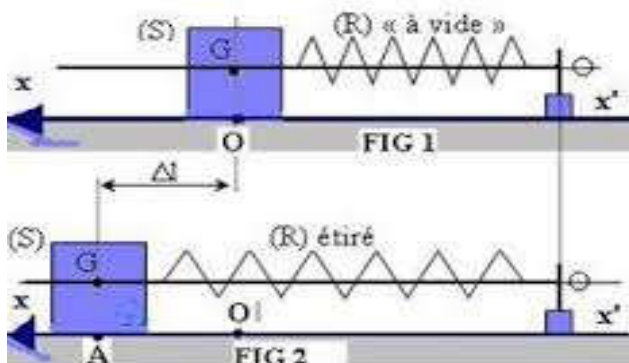 (S) (R) « à vide »
G
x x'
O FIG 1
Δl
(S) (R) étiré
G
x O x'
A FIG 2